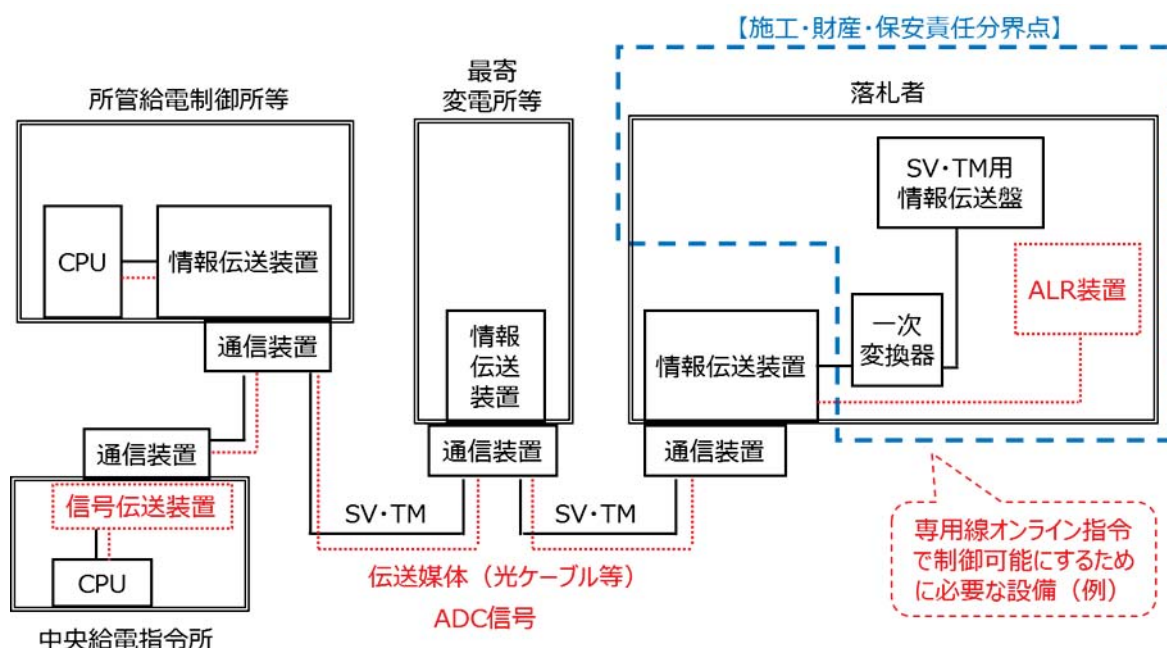 【施工・財産・保安責任分界点】
所管給電制御所等
最寄
変電所等
落札者
CPU
情報伝送装置
通信装置
情報
伝送
装置
通信装置
SV・TM用
情報伝送盤
ALR装置
一次
変換器
情報伝送装置
通信装置
通信装置
信号伝送装置
CPU
中央給電指令所
SV・TM
SV・TM
伝送媒体（光ケーブル等）
ADC信号
専用線オンライン指令
で制御可能にするため
に必要な設備（例）